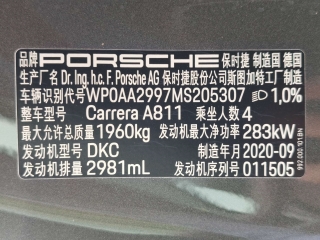 品牌 PORSCHE 保时捷 制造国 德国
生产厂名 Dr. Ing. h.c. F. Porsche AG 保时捷股份公司斯图加特工厂制造
车辆识别代号 WP0AA2997MS205307 1,0%
整车型号 Carrera A811 乘坐人数 4
最大允许总质量 1960kg 发动机最大净功率 283kW
发动机型号 DKC 制造年月 2020-09
发动机排量 2981mL 发动机序列号 011505
992.000.101.BN